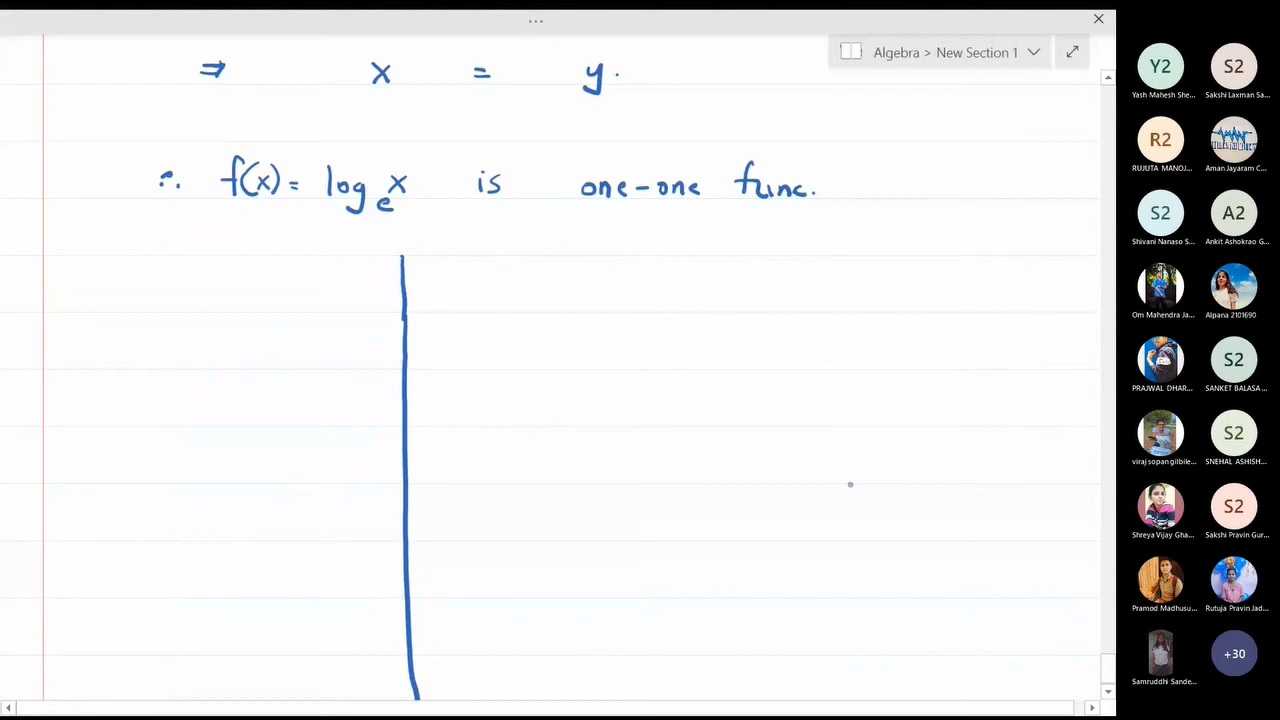 ...
Algebra > New Section 1
⇒ x = y.
∴ f(x) = log_e x is one-one func.
Y2 S2
Yash Mahesh She... Sakshi Laxman Sa...
R2
RUJUTA MANOJ... Aman Jayaram C...
S2 A2
Shivani Nanaso S... Ankit Ashokrao G...
Om Mahendra Ja... Alpana 2101690
S2
PRAJWAL DHAR... SANKET BALASA...
S2
viraj sopan gilbile... SNEHAL ASHISH...
S2
Shreya Vijay Gha... Sakshi Pravin Gur...
Pramod Madhusu... Rutuja Pravin Jad...
+30
Samruddhi Sande...